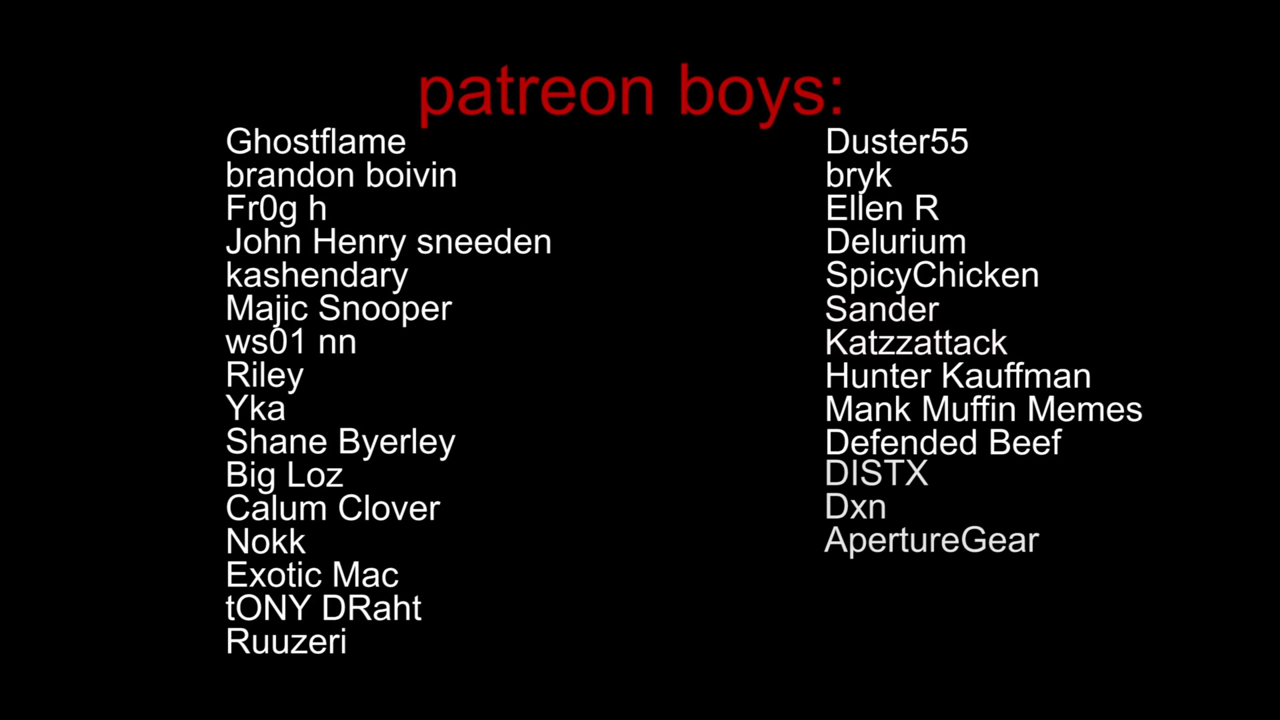 patreon boys:
Ghostflame
brandon boivin
Fr0g h
John Henry sneeden
kashendary
Majic Snooper
ws01 nn
Riley
Yka
Shane Byerley
Big Loz
Calum Clover
Nokk
Exotic Mac
tONY DRaht
Ruuzeri
Duster55
bryk
Ellen R
Delurium
SpicyChicken
Sander
Katzzattack
Hunter Kauffman
Mank Muffin Memes
Defended Beef
DISTX
Dxn
ApertureGear